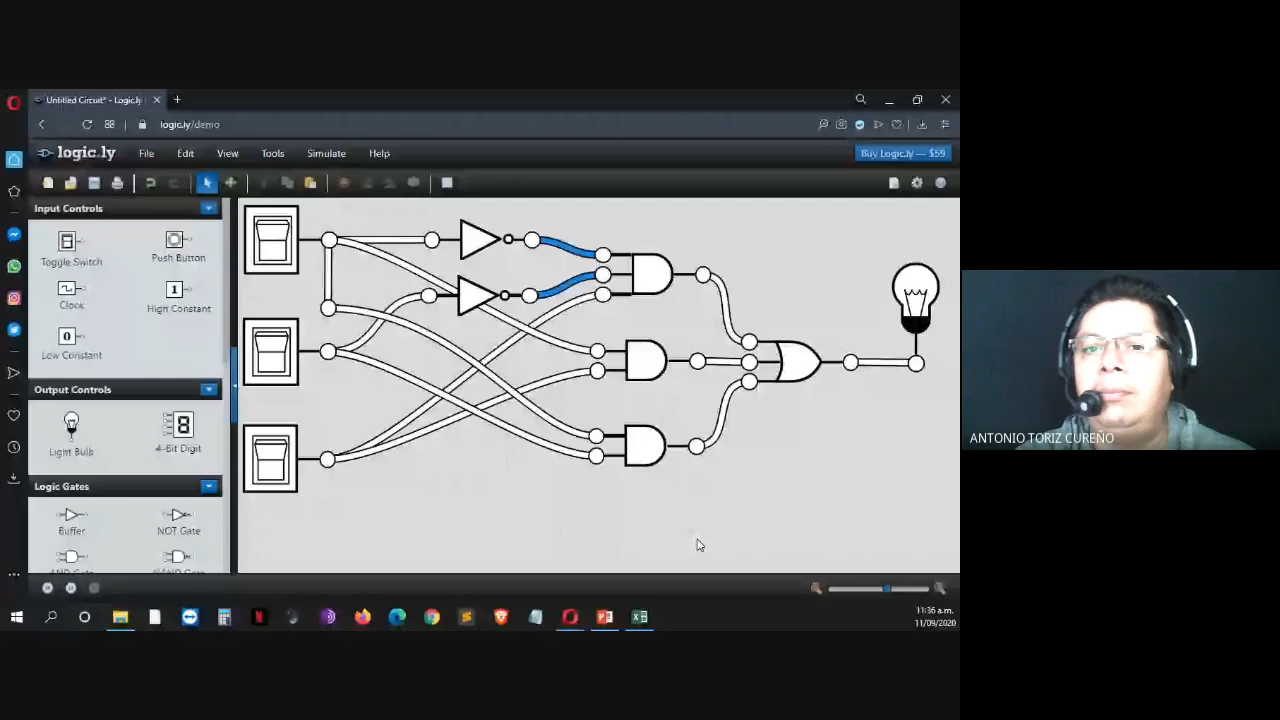 Untitled Circuit* - Logic.ly
logic.ly/demo
logic.ly File Edit View Tools Simulate Help Buy Logic.ly — $59
Input Controls
Toggle Switch Push Button
1
Clock High Constant
0
Low Constant
Output Controls
Light Bulb 4-Bit Digit
Logic Gates
Buffer NOT Gate
ANTONIO TORIZ CUREÑO
11:36 a.m.
11/09/2020